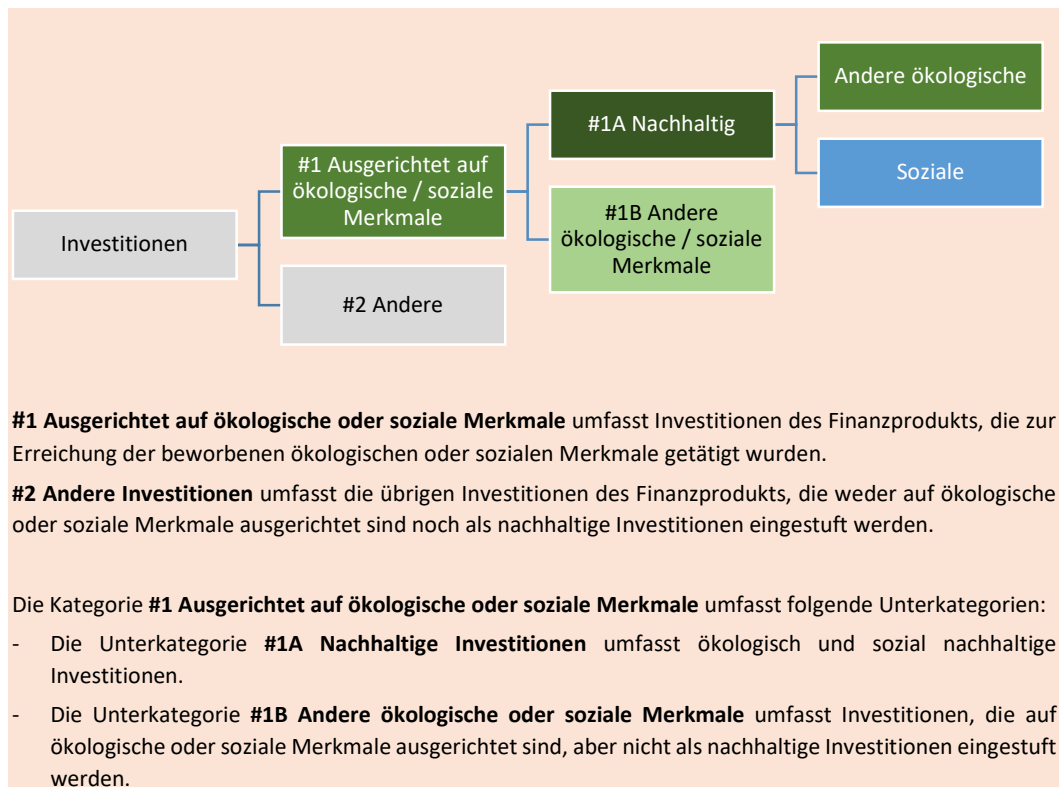 Andere ökologische
#1A Nachhaltig
#1 Ausgerichtet auf
ökologische / soziale
Merkmale
Soziale
#1B Andere
ökologische / soziale
Merkmale
Investitionen
#2 Andere
#1 Ausgerichtet auf ökologische oder soziale Merkmale umfasst Investitionen des Finanzprodukts, die zur
Erreichung der beworbenen ökologischen oder sozialen Merkmale getätigt wurden.
#2 Andere Investitionen umfasst die übrigen Investitionen des Finanzprodukts, die weder auf ökologische
oder soziale Merkmale ausgerichtet sind noch als nachhaltige Investitionen eingestuft werden.
Die Kategorie #1 Ausgerichtet auf ökologische oder soziale Merkmale umfasst folgende Unterkategorien:
- Die Unterkategorie #1A Nachhaltige Investitionen umfasst ökologisch und sozial nachhaltige
Investitionen.
- Die Unterkategorie #1B Andere ökologische oder soziale Merkmale umfasst Investitionen, die auf
ökologische oder soziale Merkmale ausgerichtet sind, aber nicht als nachhaltige Investitionen eingestuft
werden.